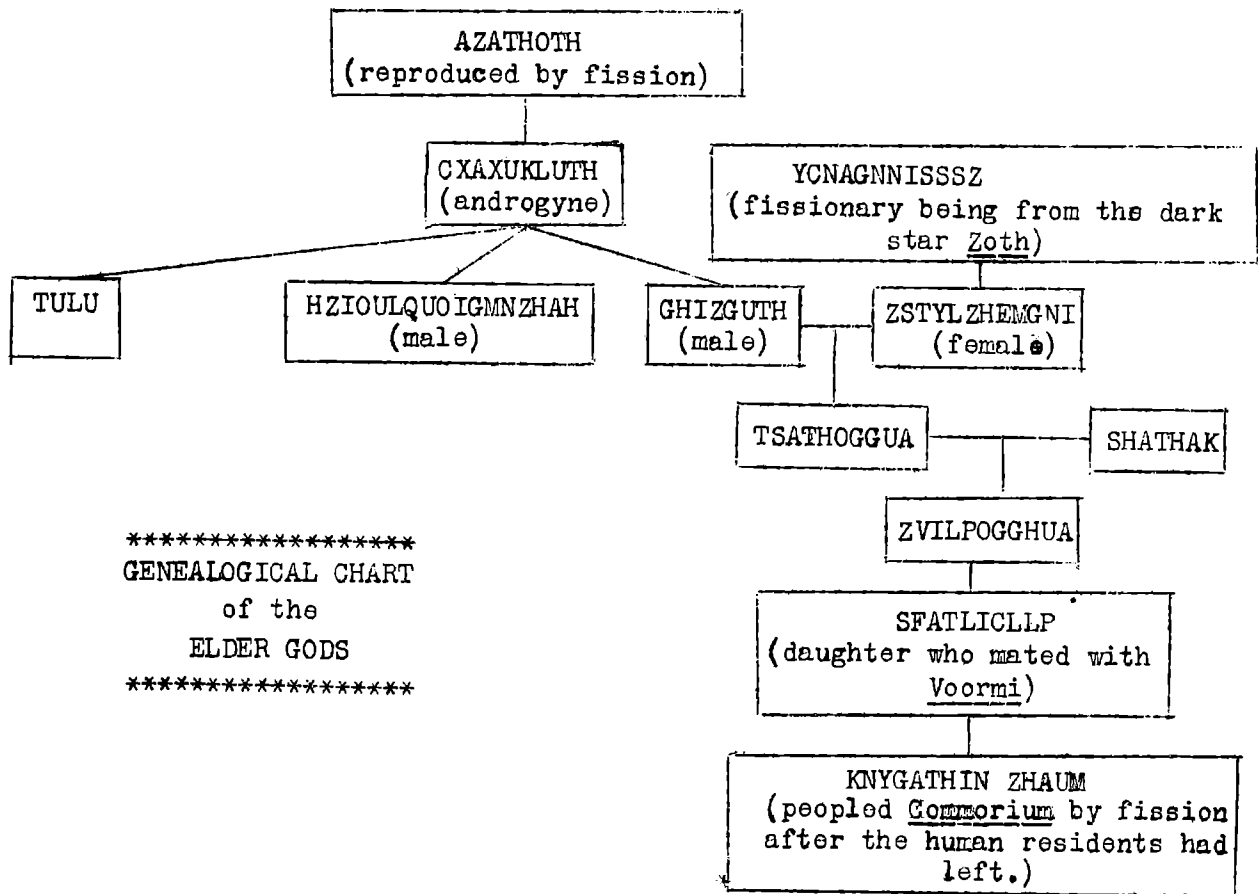 AZATHOTH
(reproduced by fission)
CXAXUKLUTH
(androgyne)
YCNAGNNISSSZ
(fissionary being from the dark
star Zoth)
TULU
HZIOULQUOIGMNZHAH
(male)
GHIZGUTH
(male)
ZSTYLZHEMGNI
(female)
TSATHOGGUA
SHATHAK
ZVILPOGGHUA
******************
GENEALOGICAL CHART
of the
ELDER GODS
******************
SFATLICLLP
(daughter who mated with
Voormi)
KNYGATHIN ZHAUM
(peopled Commorium by fission
after the human residents had
left.)